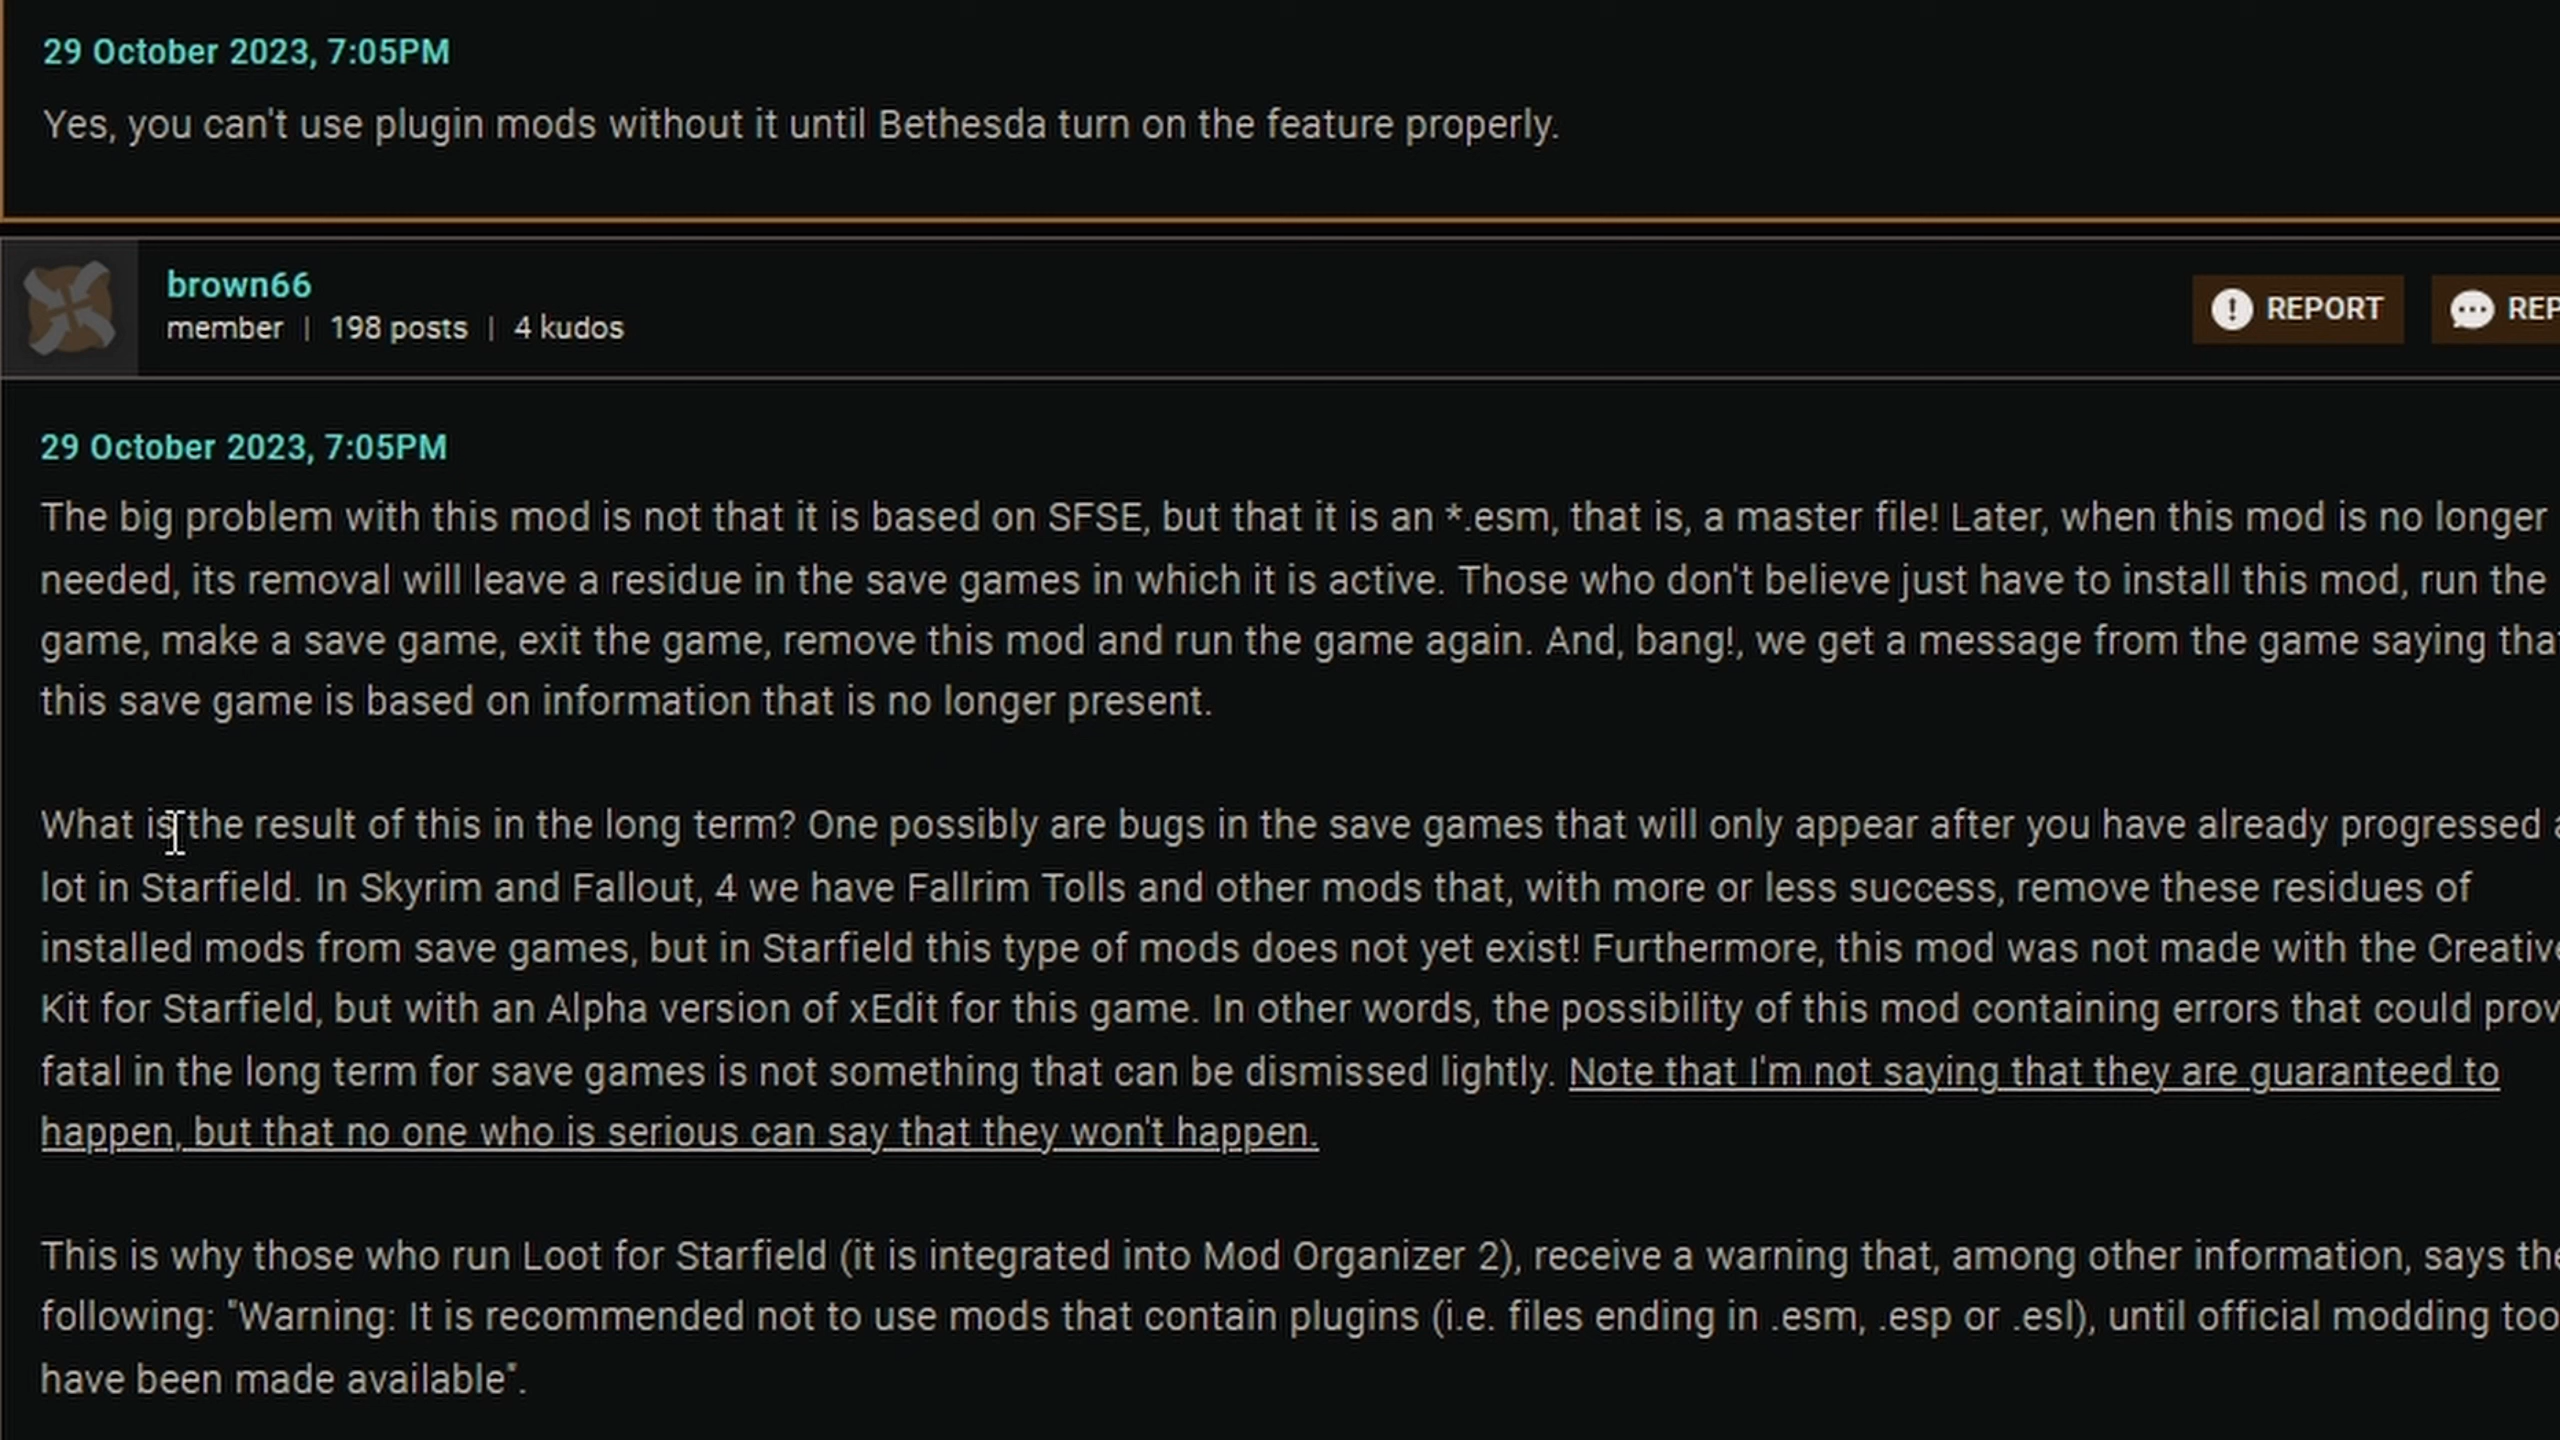 29 October 2023, 7:05PM
Yes, you can't use plugin mods without it until Bethesda turn on the feature properly.
brown66
member | 198 posts | 4 kudos
REPORT
REP
29 October 2023, 7:05PM
The big problem with this mod is not that it is based on SFSE, but that it is an *.esm, that is, a master file! Later, when this mod is no longer
needed, its removal will leave a residue in the save games in which it is active. Those who don't believe just have to install this mod, run the
game, make a save game, exit the game, remove this mod and run the game again. And, bang!, we get a message from the game saying that
this save game is based on information that is no longer present.
What is the result of this in the long term? One possibly are bugs in the save games that will only appear after you have already progressed a
lot in Starfield. In Skyrim and Fallout, 4 we have Fallrim Tolls and other mods that, with more or less success, remove these residues of
installed mods from save games, but in Starfield this type of mods does not yet exist! Furthermore, this mod was not made with the Creative
Kit for Starfield, but with an Alpha version of xEdit for this game. In other words, the possibility of this mod containing errors that could prov
fatal in the long term for save games is not something that can be dismissed lightly. Note that I'm not saying that they are guaranteed to
happen, but that no one who is serious can say that they won't happen.
This is why those who run Loot for Starfield (it is integrated into Mod Organizer 2), receive a warning that, among other information, says the
following: "Warning: It is recommended not to use mods that contain plugins (i.e. files ending in .esm, .esp or .esl), until official modding too
have been made available".